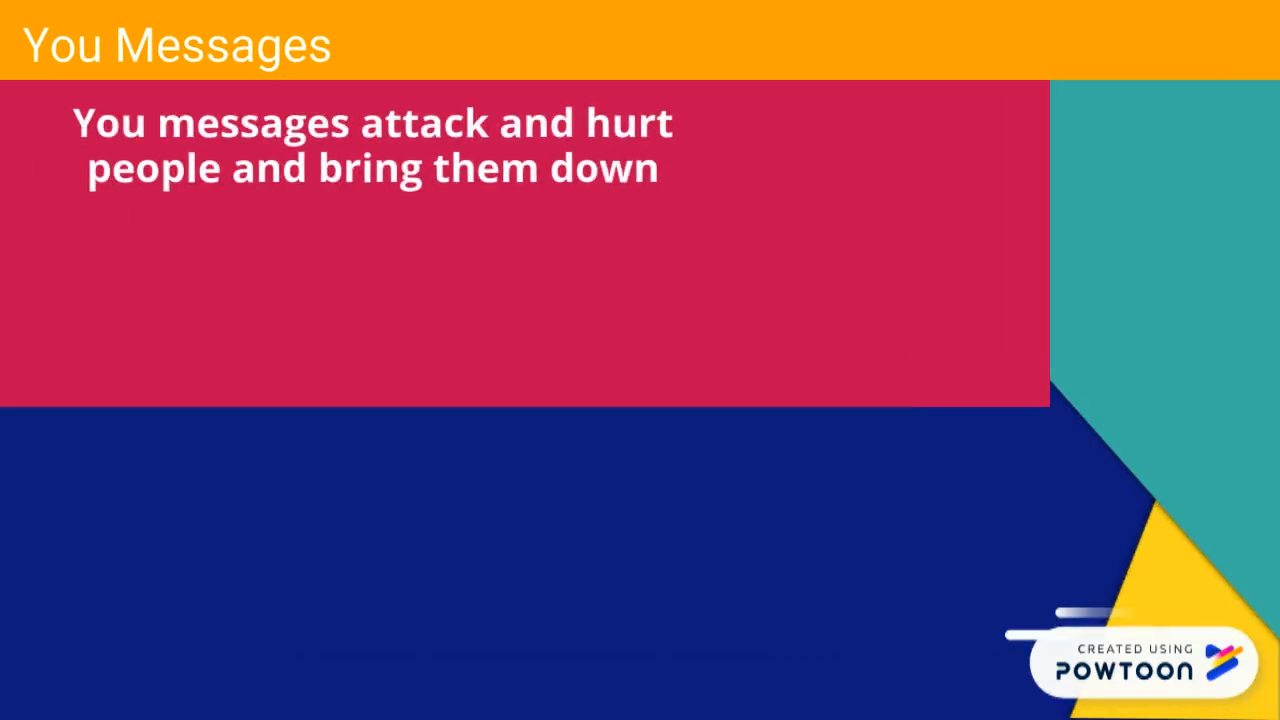 You Messages
You messages attack and hurt
people and bring them down
CREATED USING
POWTOON